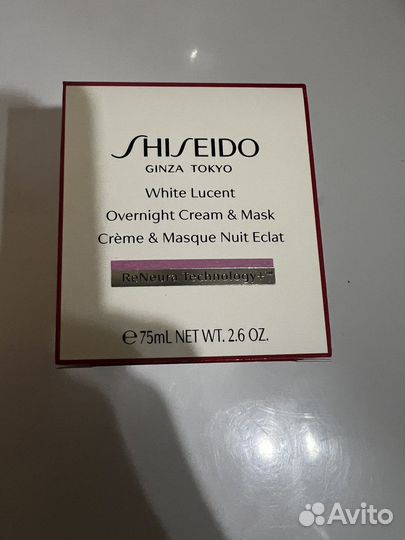 SHISEIDO
GINZA TOKYO
White Lucent
Overnight Cream & Mask
Crème & Masque Nuit Eclat
ReNeura Technology+™
℮ 75mL NET WT. 2.6 OZ.
Avito